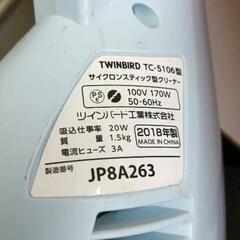 TWINBIRD TC-5106型
サイクロンスティック型クリーナー
PS E 100V 170W
50-60Hz
ツインバード工業株式会社
吸込仕事率 20W
質量 1.5kg
電流ヒューズ 3A
2018年製
MADE IN CHINA
製造番号 JP8A263